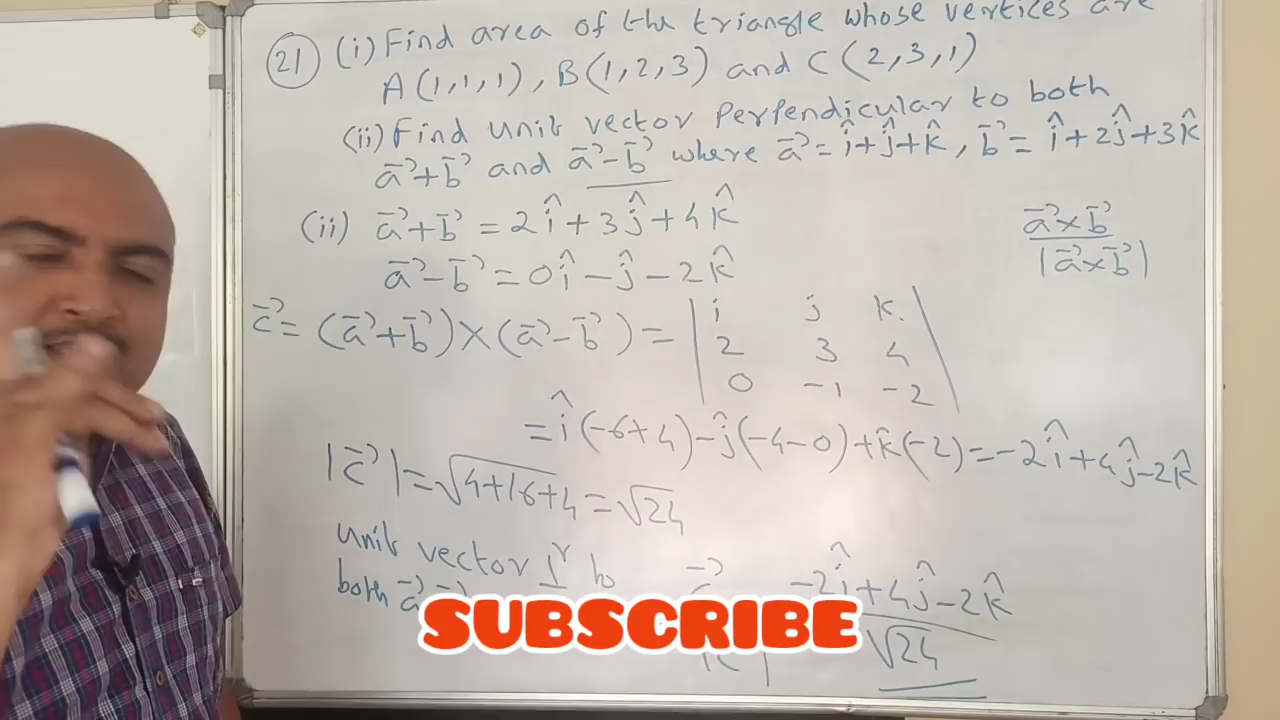 (21) (i) Find area of the triangle whose vertices are
A(1,1,1), B(1,2,3) and C(2,3,1)
(ii) Find unit vector perpendicular to both
a⃗+b⃗ and a⃗-b⃗ where a⃗=î+ĵ+k̂, b⃗=î+2ĵ+3k̂
(ii) a⃗+b⃗ = 2î+3ĵ+4k̂
a⃗-b⃗ = 0î-ĵ-2k̂
a⃗×b⃗
|a⃗×b⃗|
c⃗ = (a⃗+b⃗)×(a⃗-b⃗) = | i j k. |
| 2 3 4 |
| 0 -1 -2 |
= î(-6+4)-ĵ(-4-0)+k̂(-2)=-2î+4ĵ-2k̂
|c⃗|=√4+16+4=√24
unit vector ⊥r to
both a⃗
-2î+4ĵ-2k̂
√24
SUBSCRIBE